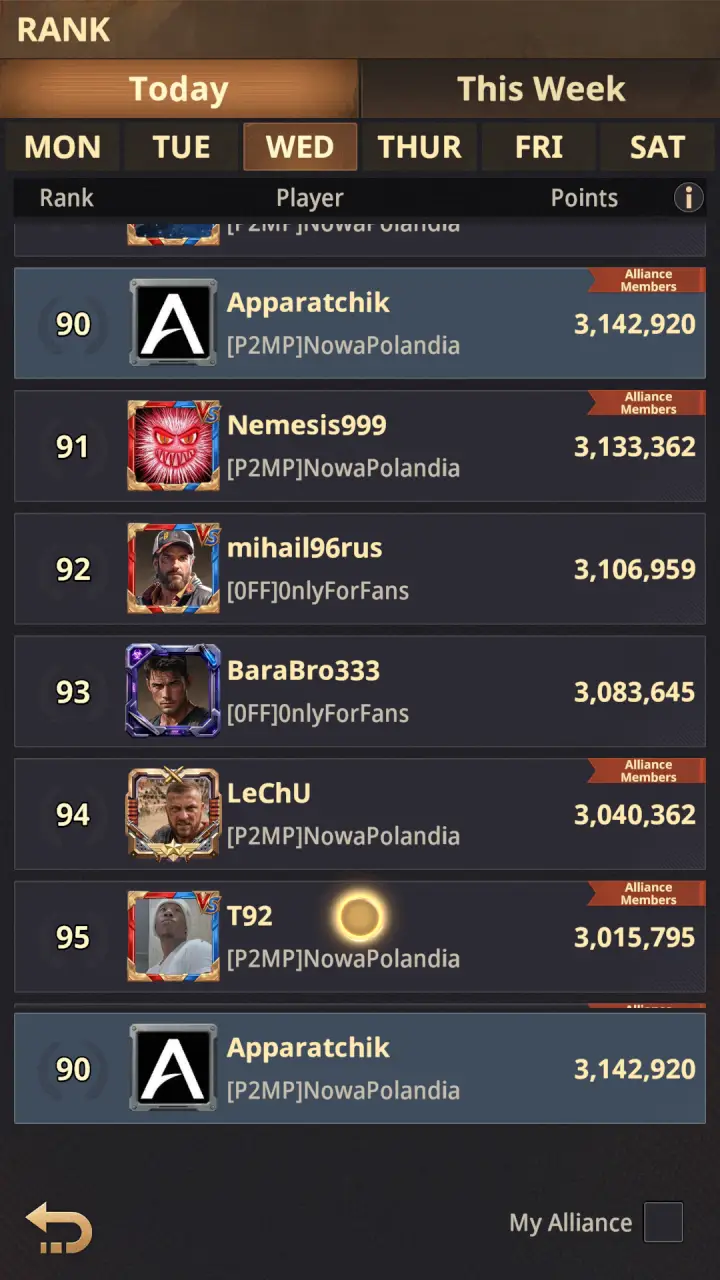 RANK
Today
This Week
MON
TUE
WED
THUR
FRI
SAT
Rank
Player
Points
[P2MP]NowaPolandia
Alliance
Members
90
Apparatchik
[P2MP]NowaPolandia
3,142,920
Alliance
Members
91
Nemesis999
[P2MP]NowaPolandia
3,133,362
92
mihail96rus
[0FF]0nlyForFans
3,106,959
93
BaraBro333
[0FF]0nlyForFans
3,083,645
Alliance
Members
94
LeChU
[P2MP]NowaPolandia
3,040,362
Alliance
Members
95
T92
[P2MP]NowaPolandia
3,015,795
90
Apparatchik
[P2MP]NowaPolandia
3,142,920
My Alliance